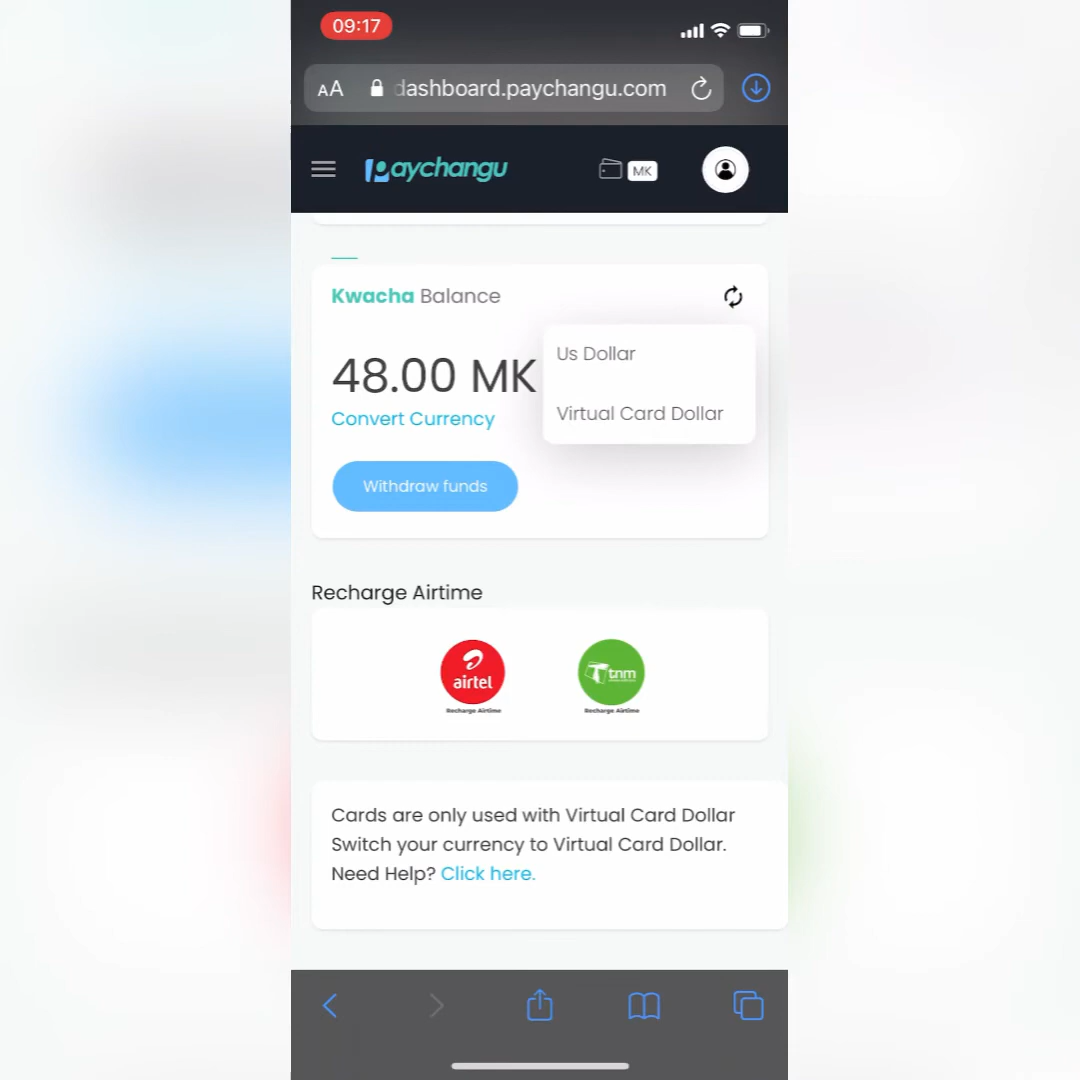 09:17
AA dashboard.paychangu.com
Paychangu MK
Kwacha Balance
Us Dollar
48.00 MK
Virtual Card Dollar
Convert Currency
Withdraw funds
Recharge Airtime
airtel
Recharge Airtime
tnm
Recharge Airtime
Cards are only used with Virtual Card Dollar
Switch your currency to Virtual Card Dollar.
Need Help? Click here.